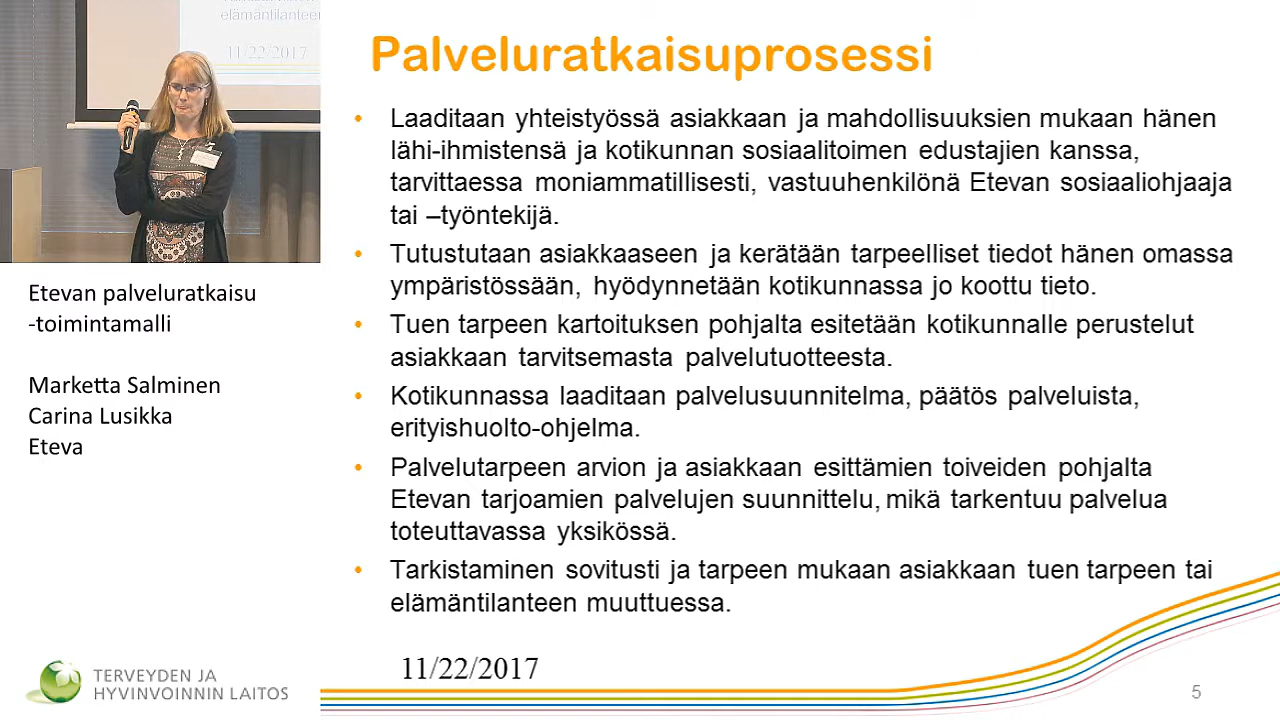 elämäntilanteen
11/22/2017
Palveluratkaisuprosessi
• Laaditaan yhteistyössä asiakkaan ja mahdollisuuksien mukaan hänen
lähi-ihmistensä ja kotikunnan sosiaalitoimen edustajien kanssa,
tarvittaessa moniammatillisesti, vastuuhenkilönä Etevan sosiaaliohjaaja
tai –työntekijä.
• Tutustutaan asiakkaaseen ja kerätään tarpeelliset tiedot hänen omassa
ympäristössään, hyödynnetään kotikunnassa jo koottu tieto.
• Tuen tarpeen kartoituksen pohjalta esitetään kotikunnalle perustelut
asiakkaan tarvitsemasta palvelutuotteesta.
• Kotikunnassa laaditaan palvelusuunnitelma, päätös palveluista,
erityishuolto-ohjelma.
• Palvelutarpeen arvion ja asiakkaan esittämien toiveiden pohjalta
Etevan tarjoamien palvelujen suunnittelu, mikä tarkentuu palvelua
toteuttavassa yksikössä.
• Tarkistaminen sovitusti ja tarpeen mukaan asiakkaan tuen tarpeen tai
elämäntilanteen muuttuessa.
Etevan palveluratkaisu
-toimintamalli
Marketta Salminen
Carina Lusikka
Eteva
TERVEYDEN JA
HYVINVOINNIN LAITOS
11/22/2017
5